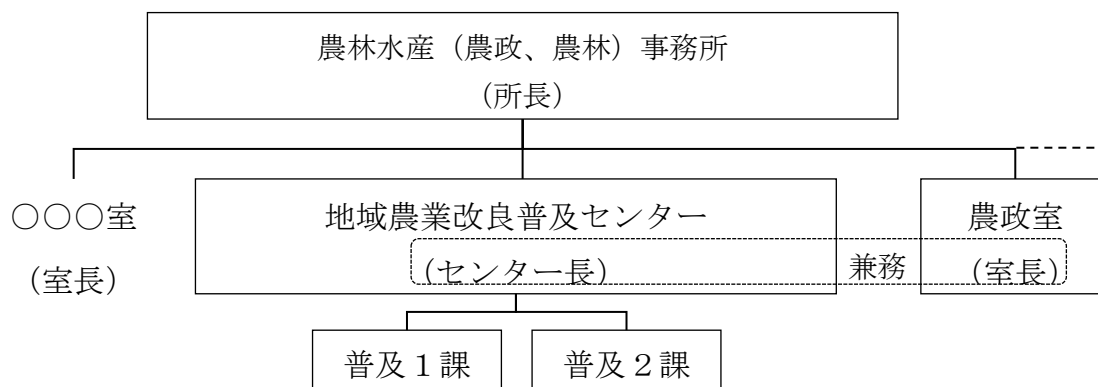 農林水産（農政、農林）事務所
（所長）
○○○室
（室長）
地域農業改良普及センター
（センター長）
兼務
農政室
（室長）
普及１課
普及２課